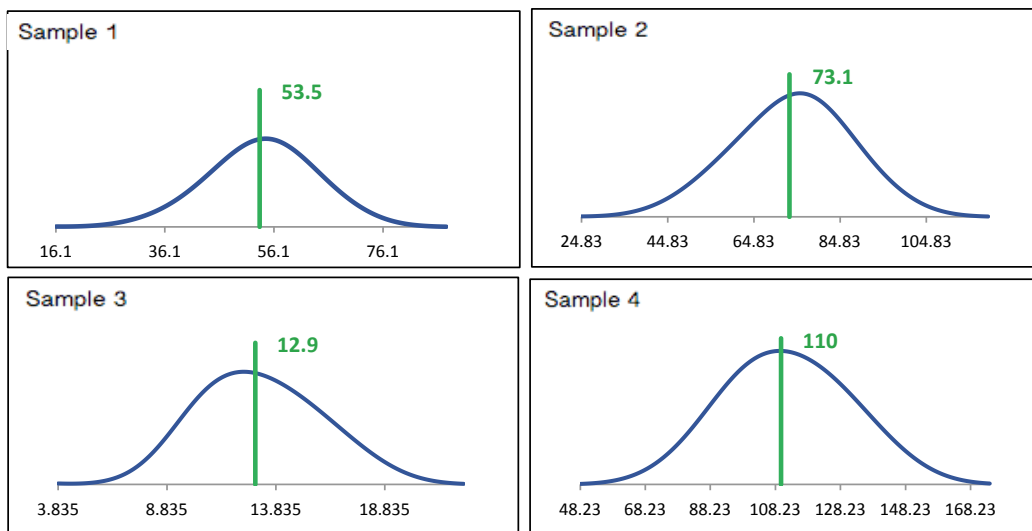 Sample 1
53.5
16.1 36.1 56.1 76.1
Sample 2
73.1
24.83 44.83 64.83 84.83 104.83
Sample 3
12.9
3.835 8.835 13.835 18.835
Sample 4
110
48.23 68.23 88.23 108.23 128.23 148.23 168.23